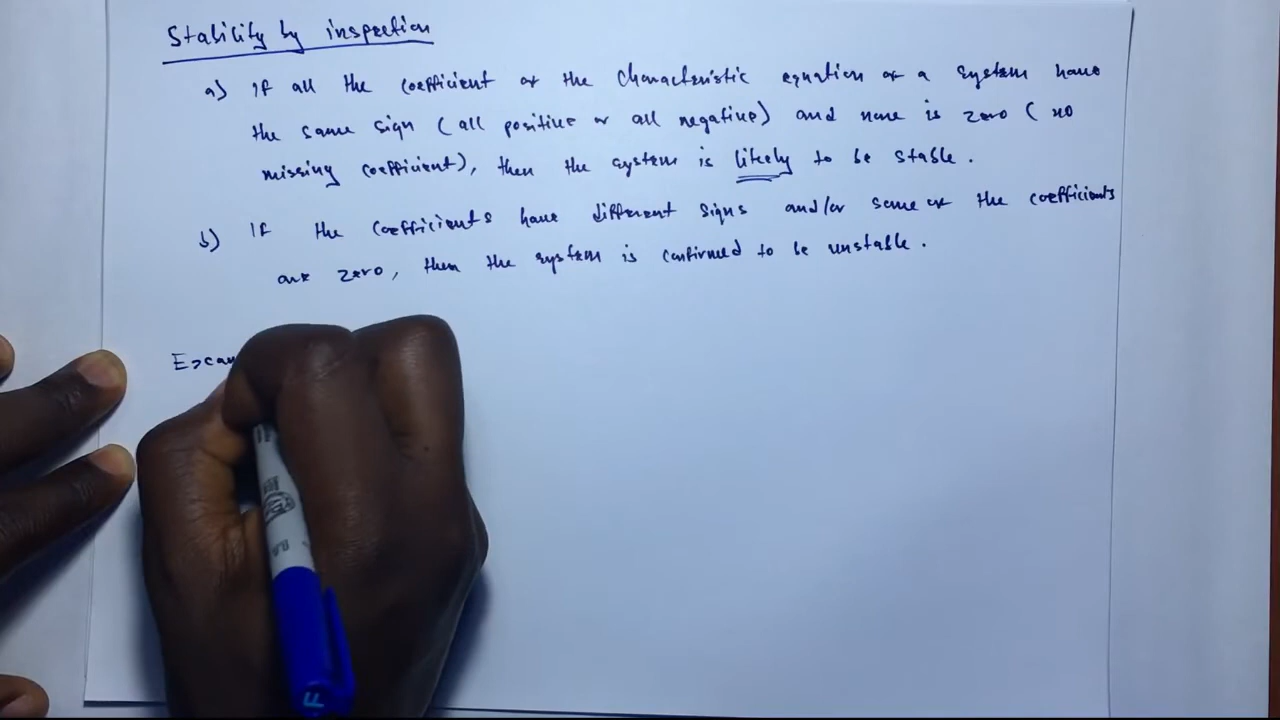 Stability by inspection
a) If all the coefficient of the characteristic equation of a system have
the same sign (all positive or all negative) and none is zero (no
missing coefficient), then the system is likely to be stable.
b) If the coefficients have different signs and/or some of the coefficients
are zero, then the system is confirmed to be unstable.
Exam
F